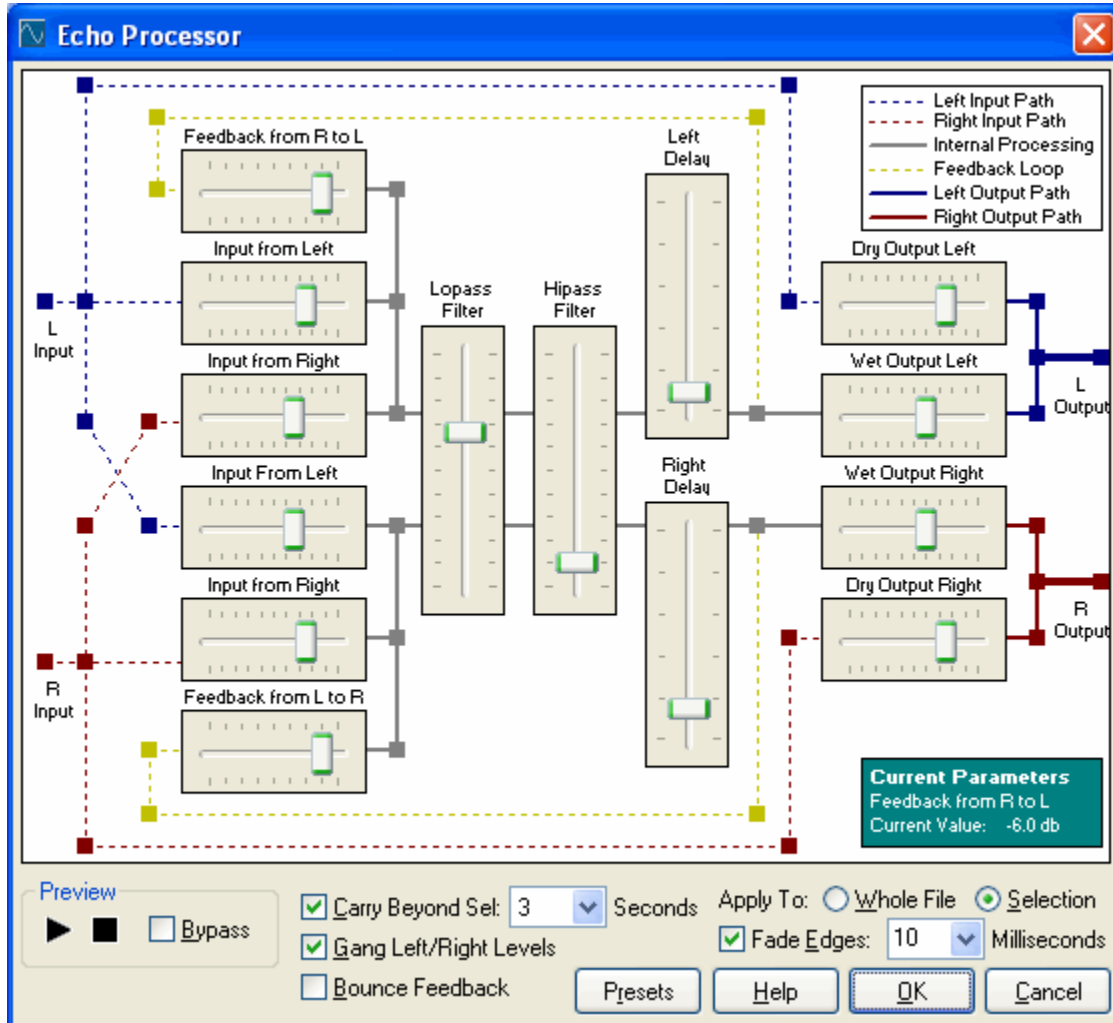 Echo Processor
Left Input Path
Right Input Path
Internal Processing
Feedback Loop
Left Output Path
Right Output Path
Feedback from R to L
Left
Delay
Input from Left
Lopass
Filter
Hipass
Filter
Dry Output Left
L
Input
Input from Right
Wet Output Left
L
Output
Input From Left
Right
Delay
Wet Output Right
Input from Right
Dry Output Right
R
Output
R
Input
Feedback from L to R
Current Parameters
Feedback from R to L
Current Value: -6.0 db
Preview
Bypass
Carry Beyond Sel: 3 Seconds
Gang Left/Right Levels
Bounce Feedback
Apply To: Whole File Selection
Fade Edges: 10 Milliseconds
Presets
Help
OK
Cancel